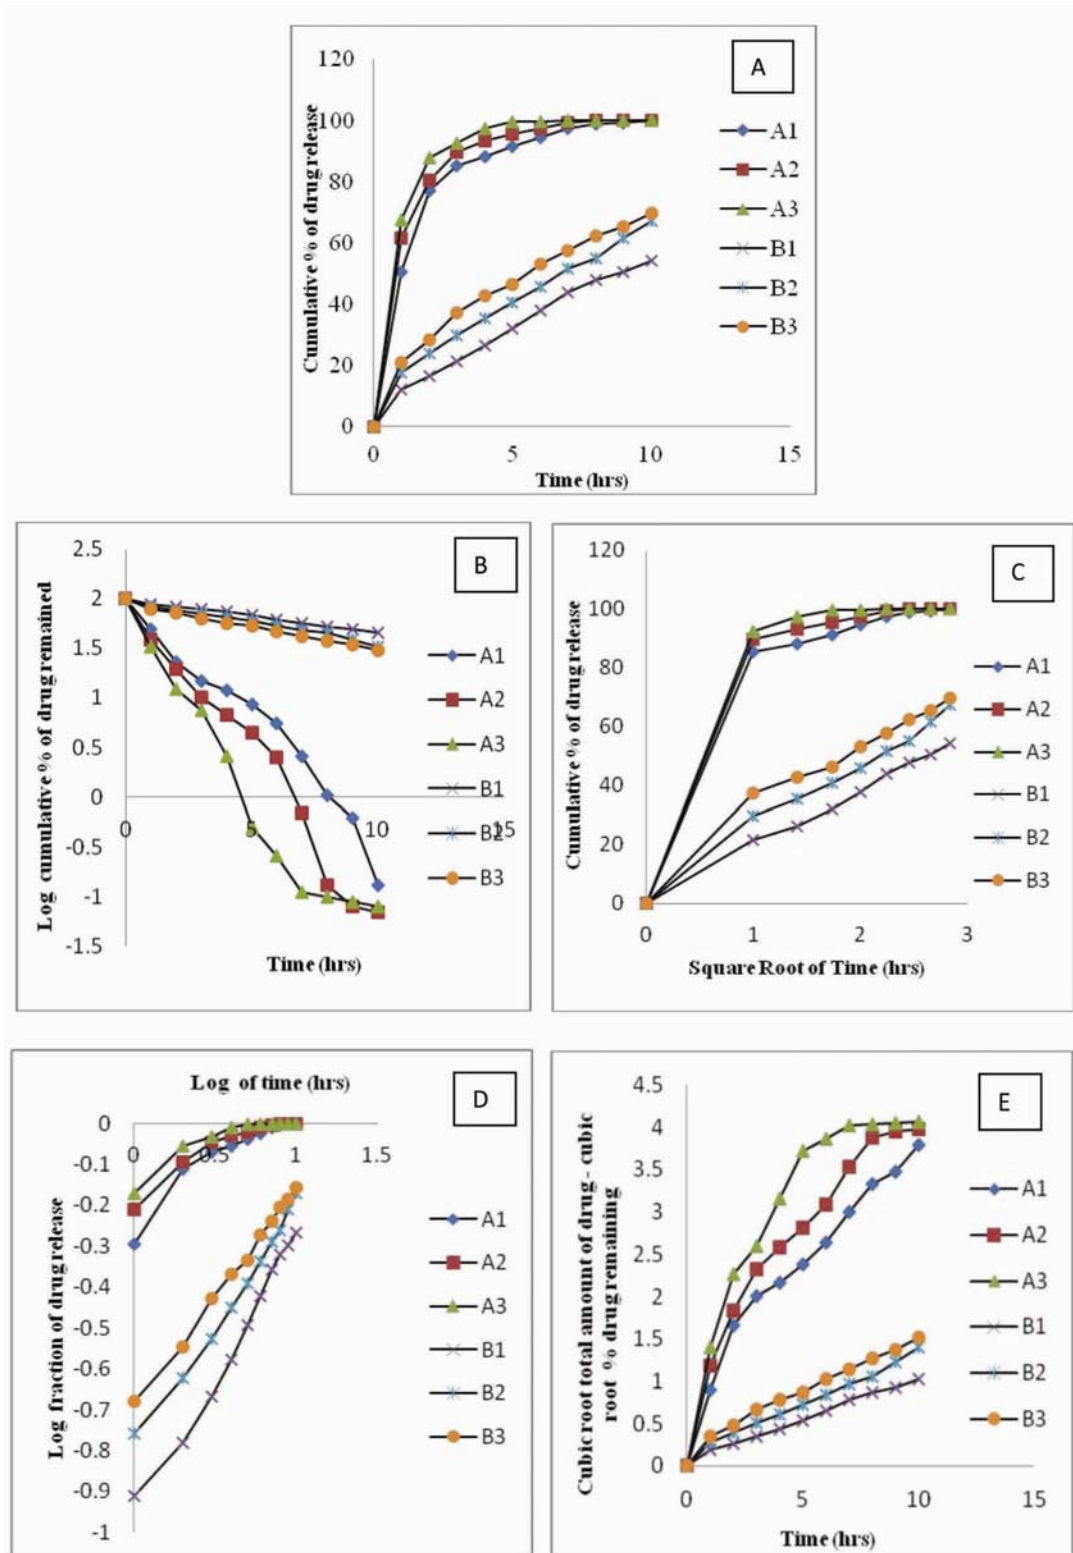 A
120
100
80
60
40
20
0
0 5 10 15
Cumulative % of drug release
Time (hrs)
A1
A2
A3
B1
B2
B3
B
2.5
2
1.5
1
0.5
0
-0.5
-1
-1.5
0 5 10 15
Log cumulative % of drug remained
Time (hrs)
A1
A2
A3
B1
B2
B3
C
120
100
80
60
40
20
0
0 1 2 3
Cumulative % of drug release
Square Root of Time (hrs)
A1
A2
A3
B1
B2
B3
D
Log of time (hrs)
0
-0.1
-0.2
-0.3
-0.4
-0.5
-0.6
-0.7
-0.8
-0.9
-1
0 0.5 1 1.5
Log fraction of drug release
A1
A2
A3
B1
B2
B3
E
4.5
4
3.5
3
2.5
2
1.5
1
0.5
0
0 5 10 15
Cubic root total amount of drug - cubic
root % drug remaining
Time (hrs)
A1
A2
A3
B1
B2
B3